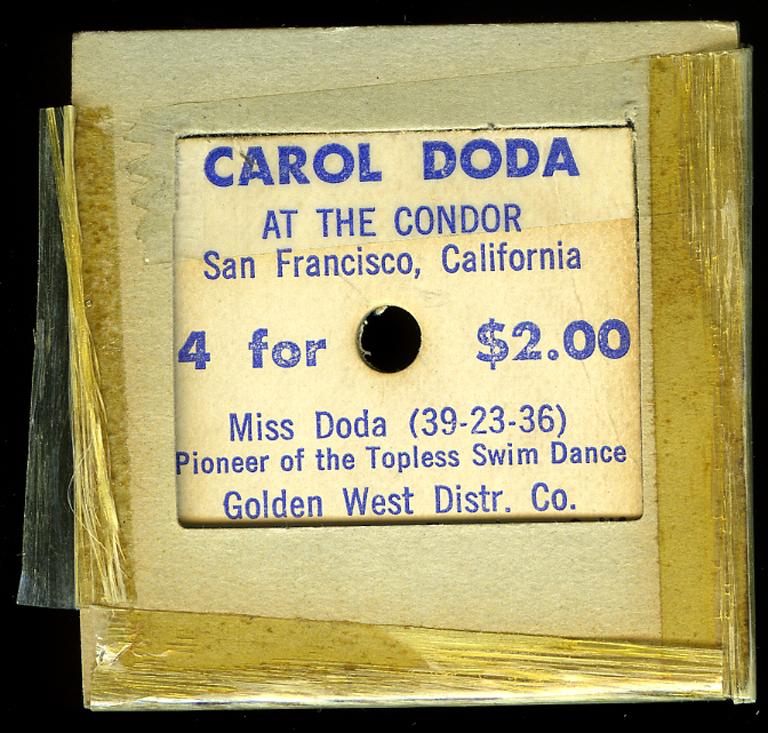 CAROL DODA
AT THE CONDOR
San Francisco, California
4 for $2.00
Miss Doda (39-23-36)
Pioneer of the Topless Swim Dance
Golden West Distr. Co.